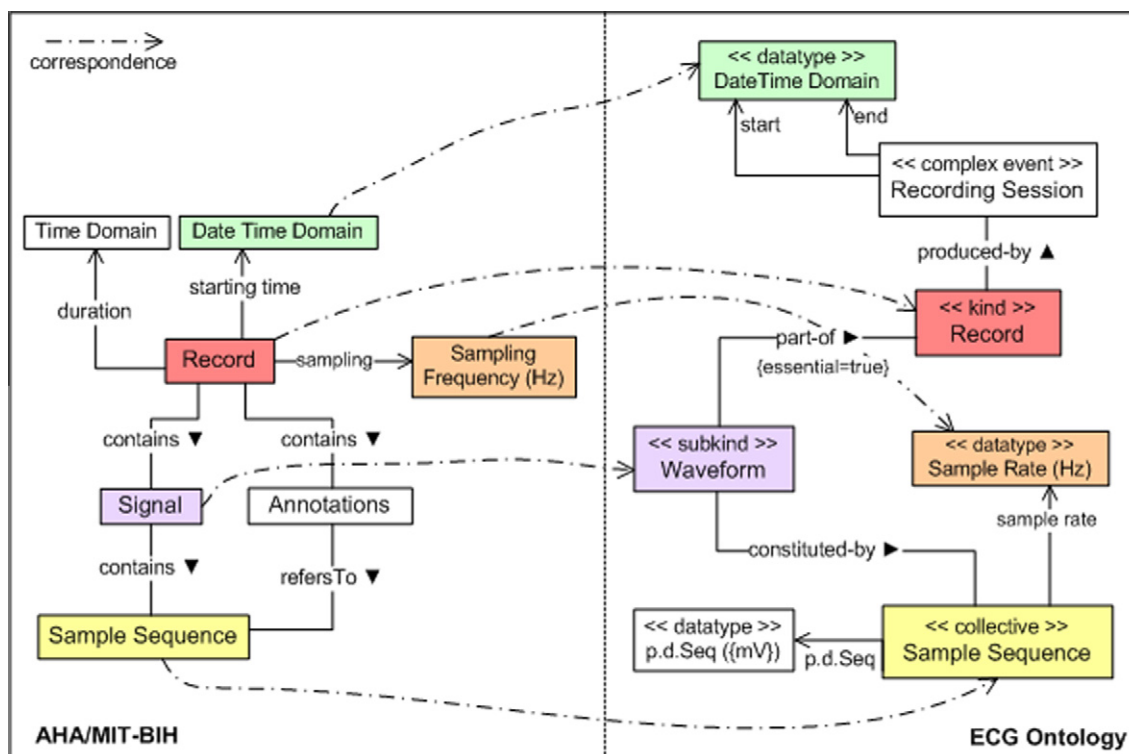 correspondence
<< datatype >>
DateTime Domain
start
end
<< complex event >>
Recording Session
Time Domain
Date Time Domain
produced-by ▲
starting time
duration
<< kind >>
Record
Record
sampling
Sampling
Frequency (Hz)
part-of ►
{essential=true}
contains ▼
contains ▼
<< subkind >>
Waveform
<< datatype >>
Sample Rate (Hz)
Signal
Annotations
sample rate
constituted-by ►
contains ▼
refersTo ▼
Sample Sequence
<< datatype >>
p.d.Seq ({mV})
p.d.Seq
<< collective >>
Sample Sequence
AHA/MIT-BIH
ECG Ontology